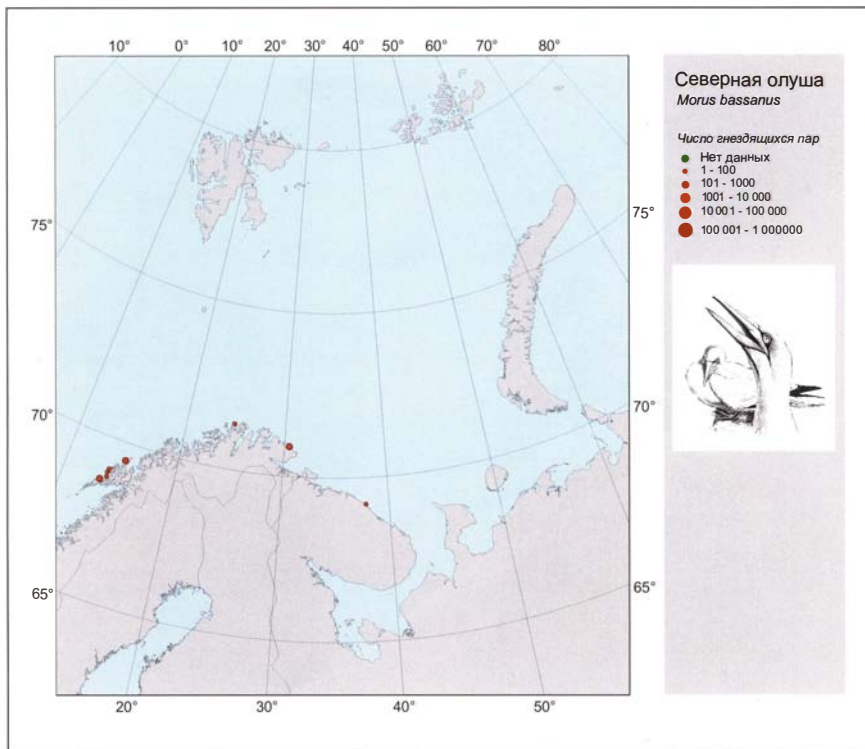 10° 0° 10° 20° 30° 40° 50° 60° 70° 80°
75° 75°
70° 70°
65° 65°
20° 30° 40° 50°
Северная олуша
Morus bassanus
Число гнездящихся пар
Нет данных
1 - 100
101 - 1000
1001 - 10 000
10 001 - 100 000
100 001 - 1 000000